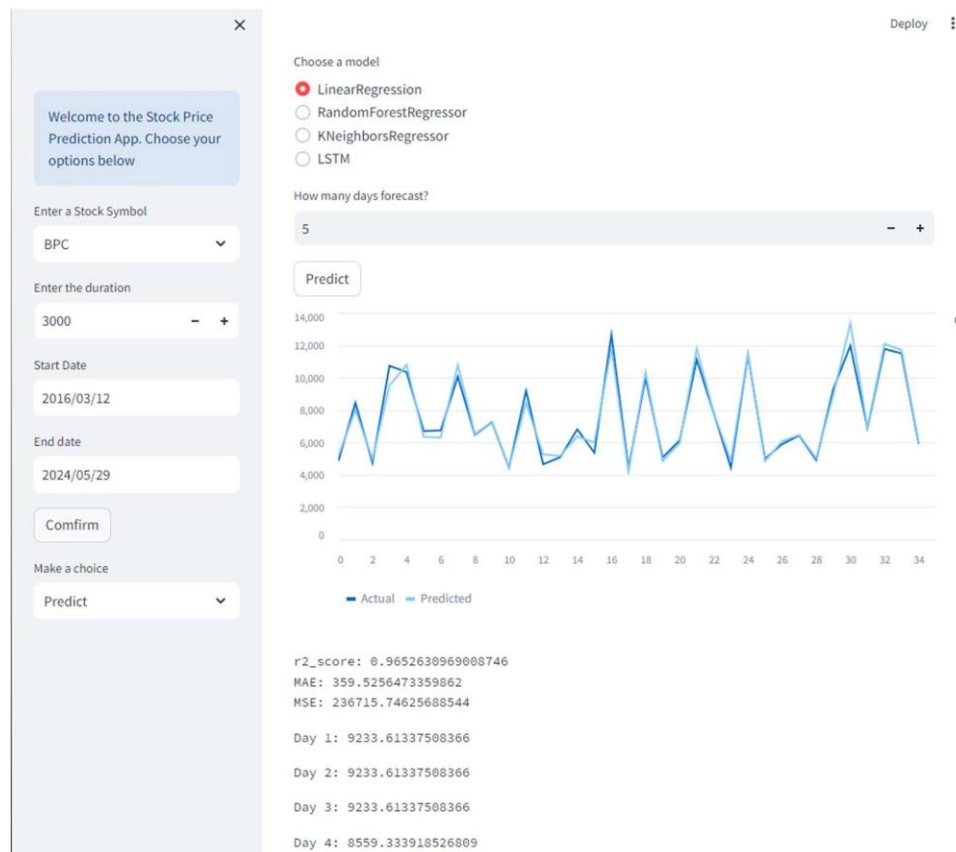 ×
Welcome to the Stock Price
Prediction App. Choose your
options below
Enter a Stock Symbol
BPC
Enter the duration
3000
- +
Start Date
2016/03/12
End date
2024/05/29
Comfirm
Make a choice
Predict
Deploy
Choose a model
LinearRegression
RandomForestRegressor
KNeighborsRegressor
LSTM
How many days forecast?
5
- +
Predict
14,000
12,000
10,000
8,000
6,000
4,000
2,000
0
0 2 4 6 8 10 12 14 16 18 20 22 24 26 28 30 32 34
Actual Predicted
r2_score: 0.9652630969008746
MAE: 359.5256473359862
MSE: 236715.74625688544
Day 1: 9233.61337508366
Day 2: 9233.61337508366
Day 3: 9233.61337508366
Day 4: 8559.333918526809